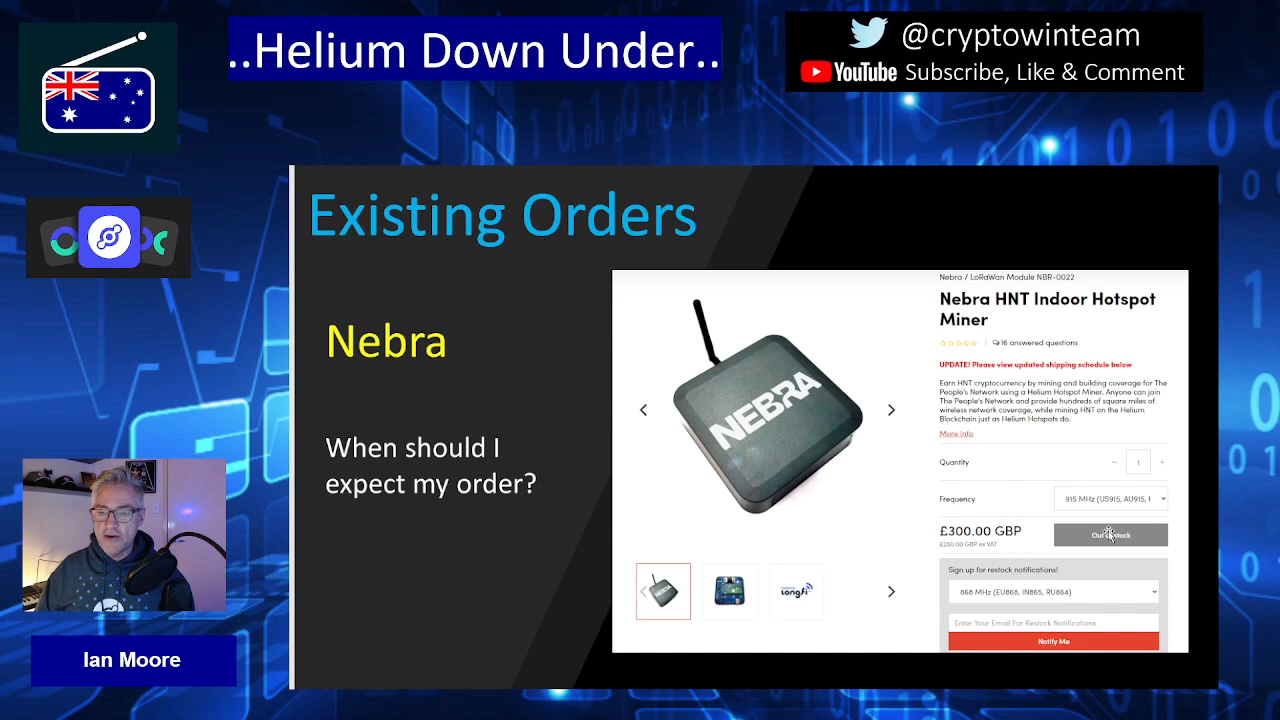 ..Helium Down Under..
@cryptowinteam
YouTube Subscribe, Like & Comment
Existing Orders
Nebra
When should I
expect my order?
NEBRA
longfi
Nebra / LoRaWan Module NBR-0022
Nebra HNT Indoor Hotspot
Miner
16 answered questions
UPDATE! Please view updated shipping schedule below
Earn HNT cryptocurrency by mining and building coverage for The
People's Network using a Helium Hotspot Miner. Anyone can join
The People's Network and provide hundreds of square miles of
wireless network coverage, while mining HNT on the Helium
Blockchain just as Helium Hotspots do.
More Info
Quantity
− 1 +
Frequency
915 MHz (US915, AU915,
£300.00 GBP
£250.00 GBP ex VAT
Sign up for restock notifications!
868 MHz (EU868, IN865, RU864)
Enter Your Email For Restock Notifications
Notify Me
Ian Moore